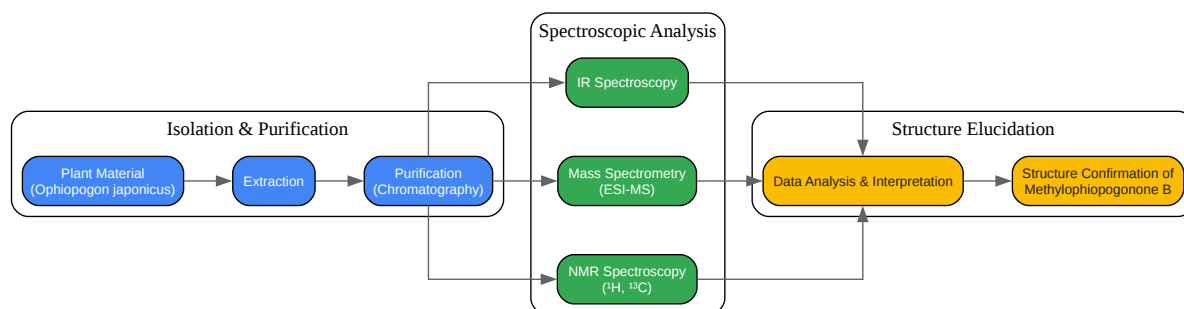 Isolation & Purification
Plant Material
(Ophiopogon japonicus)
Extraction
Purification
(Chromatography)
Spectroscopic Analysis
IR Spectroscopy
Mass Spectrometry
(ESI-MS)
NMR Spectroscopy
(¹H, ¹³C)
Structure Elucidation
Data Analysis & Interpretation
Structure Confirmation of
Methylophiopogonone B